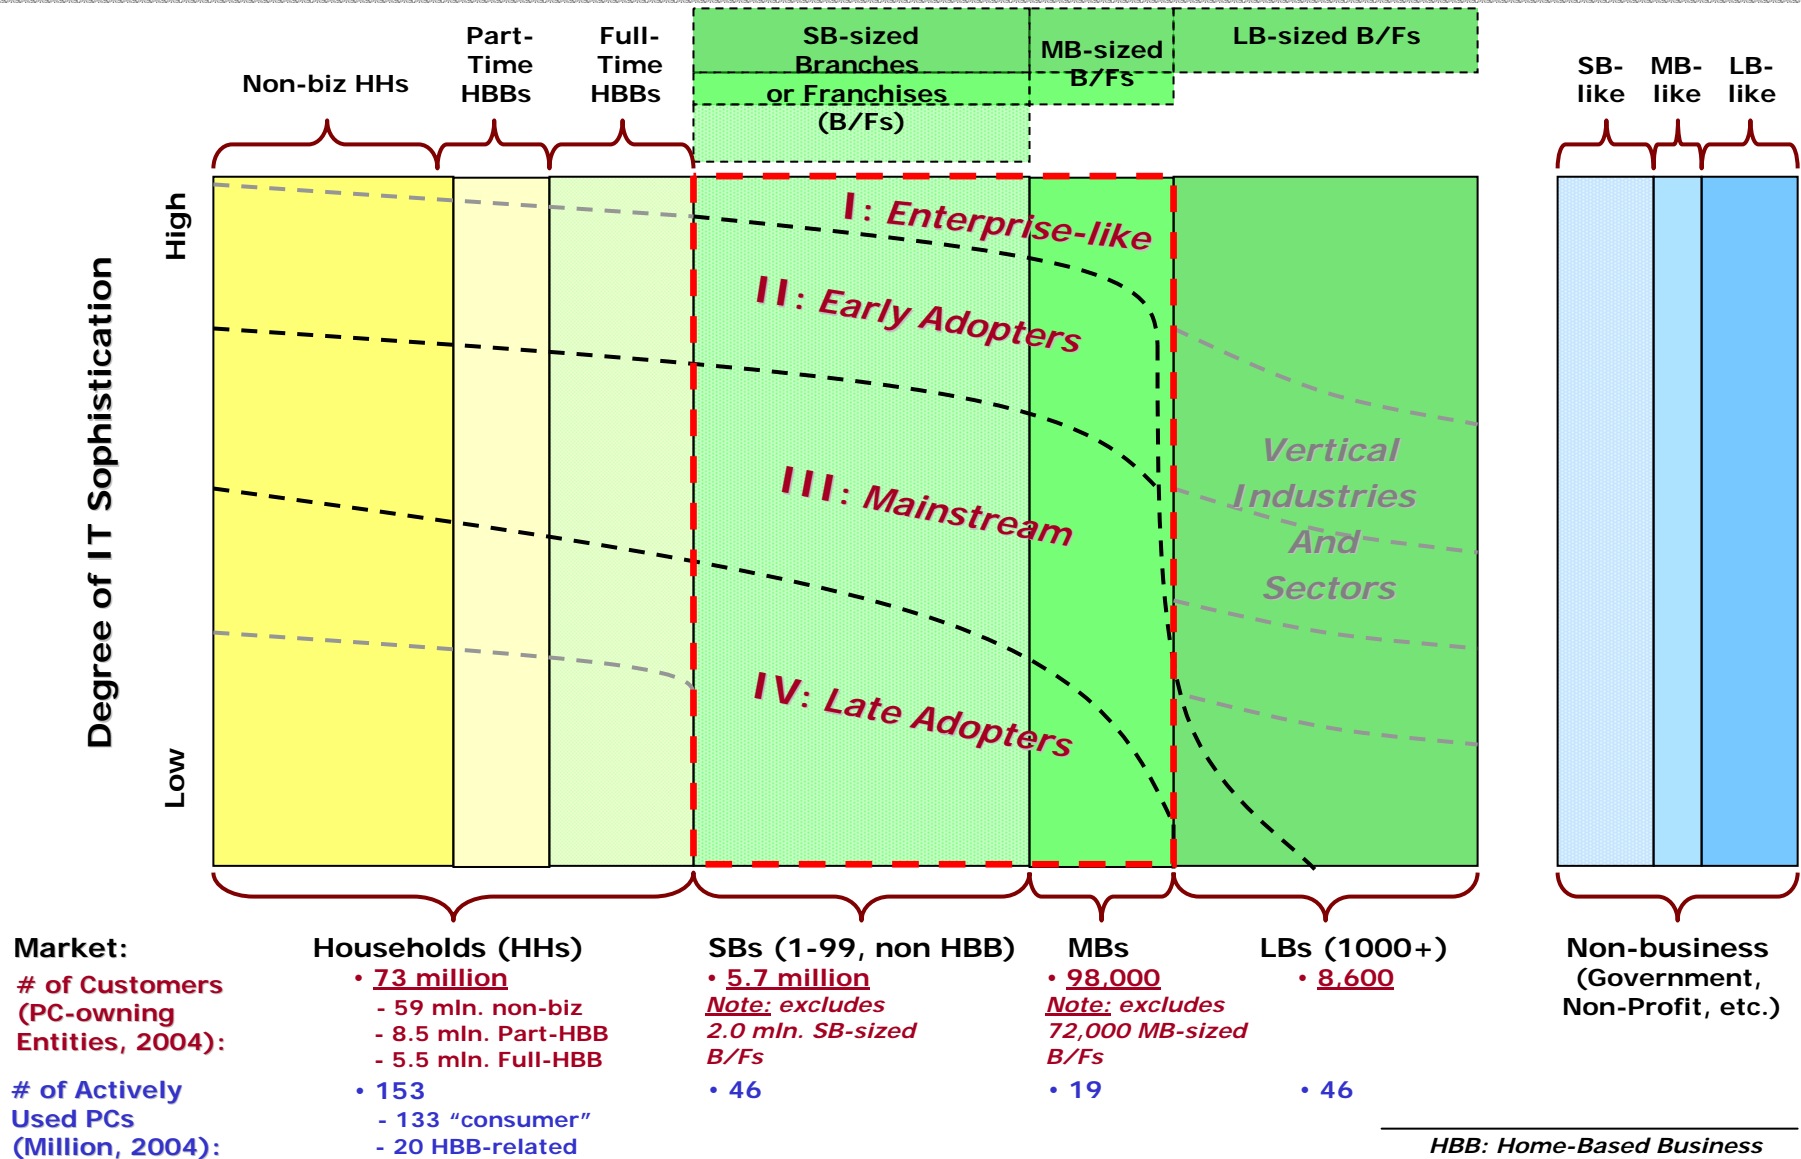 Non-biz HHs
Part-
Time
HBBs
Full-
Time
HBBs
SB-sized
Branches
or Franchises
(B/Fs)
MB-sized
B/Fs
LB-sized B/Fs
SB-
like
MB-
like
LB-
like
Degree of IT Sophistication
High
Low
I: Enterprise-like
II: Early Adopters
III: Mainstream
IV: Late Adopters
Vertical
Industries
And
Sectors
Market:
Households (HHs)
SBs (1-99, non HBB)
MBs
LBs (1000+)
Non-business
(Government,
Non-Profit, etc.)
# of Customers
(PC-owning
Entities, 2004):
• 73 million
- 59 mln. non-biz
- 8.5 mln. Part-HBB
- 5.5 mln. Full-HBB
• 5.7 million
Note: excludes
2.0 mln. SB-sized
B/Fs
• 98,000
Note: excludes
72,000 MB-sized
B/Fs
• 8,600
# of Actively
Used PCs
(Million, 2004):
• 153
- 133 “consumer”
- 20 HBB-related
• 46
• 19
• 46
HBB: Home-Based Business